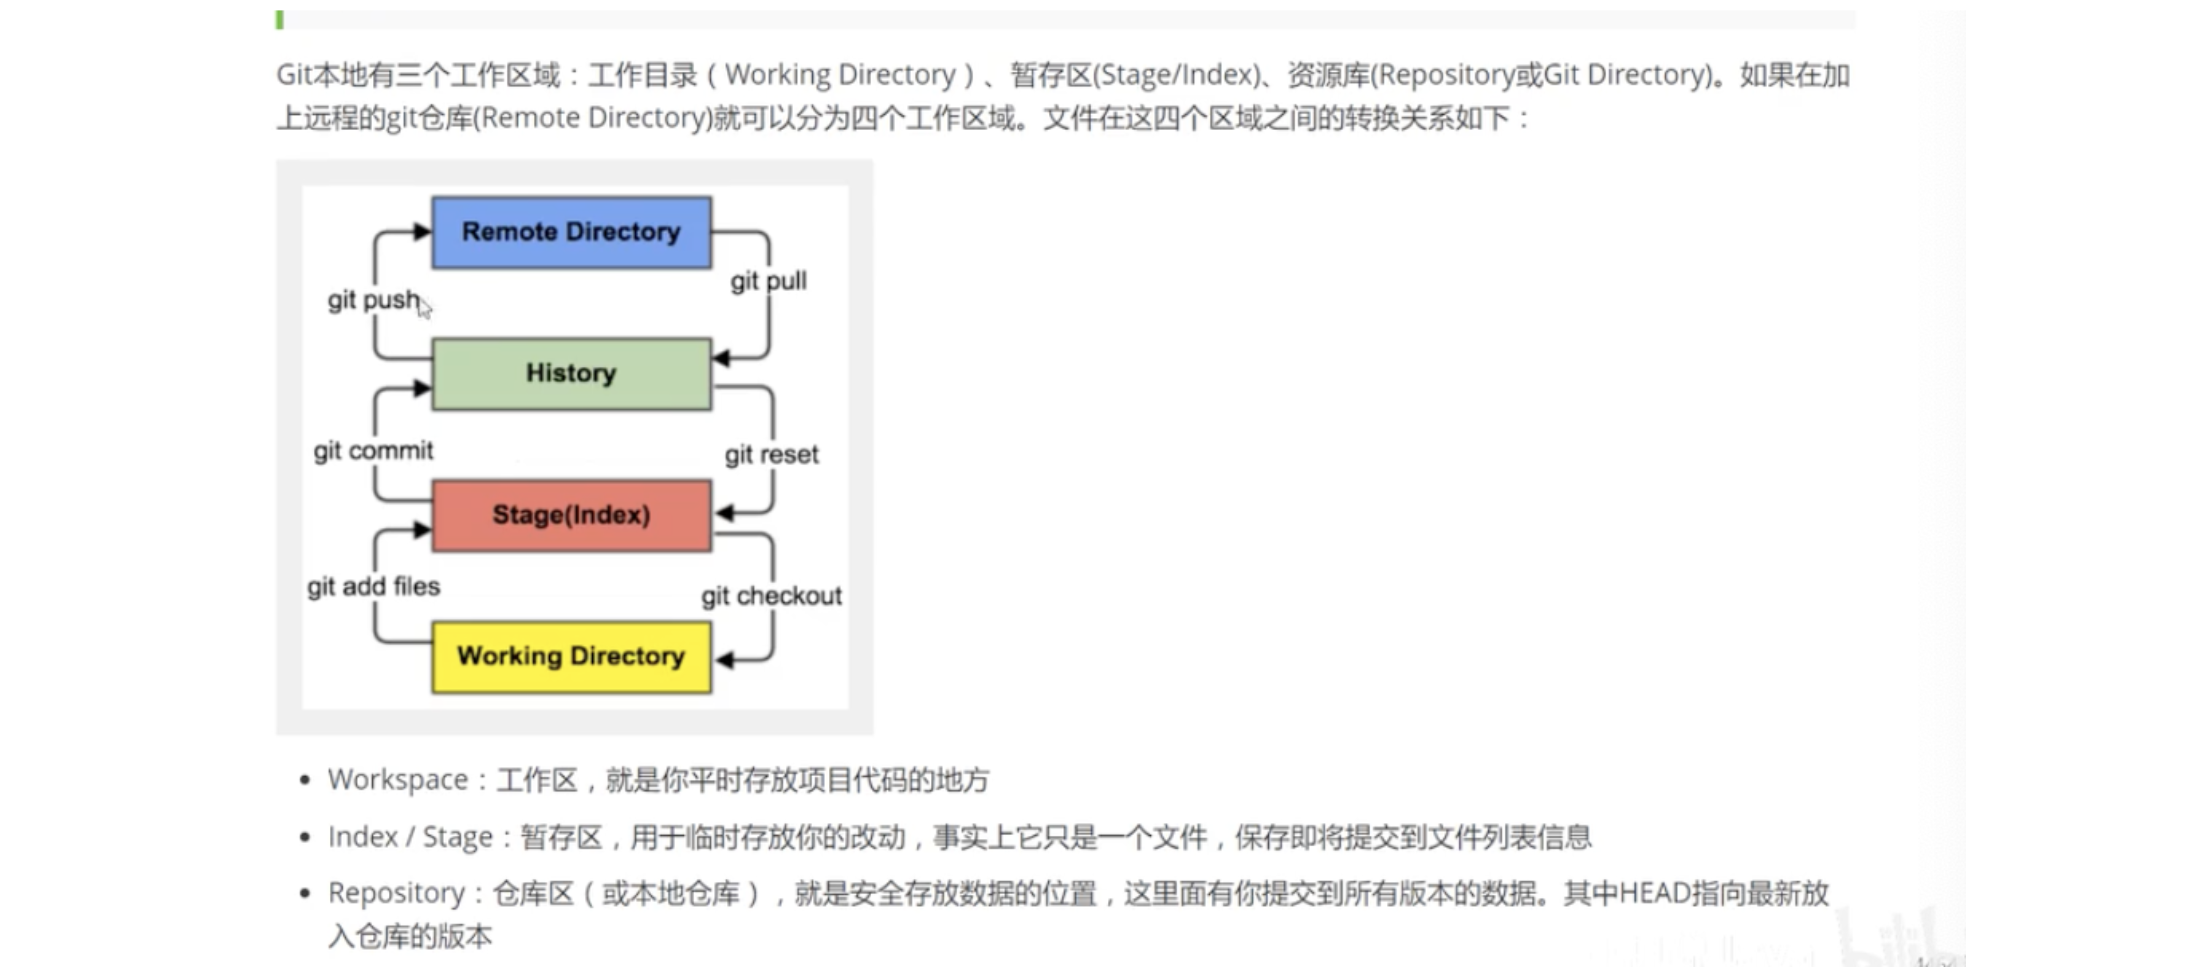 Git本地有三个工作区域：工作目录（Working Directory）、暂存区(Stage/Index)、资源库(Repository或Git Directory)。如果在加
上远程的git仓库(Remote Directory)就可以分为四个工作区域。文件在这四个区域之间的转换关系如下：
Remote Directory
git pull
git push
History
git commit
git reset
Stage(Index)
git add files
git checkout
Working Directory
• Workspace：工作区，就是你平时存放项目代码的地方
• Index / Stage：暂存区，用于临时存放你的改动，事实上它只是一个文件，保存即将提交到文件列表信息
• Repository：仓库区（或本地仓库），就是安全存放数据的位置，这里面有你提交到所有版本的数据。其中HEAD指向最新放
入仓库的版本